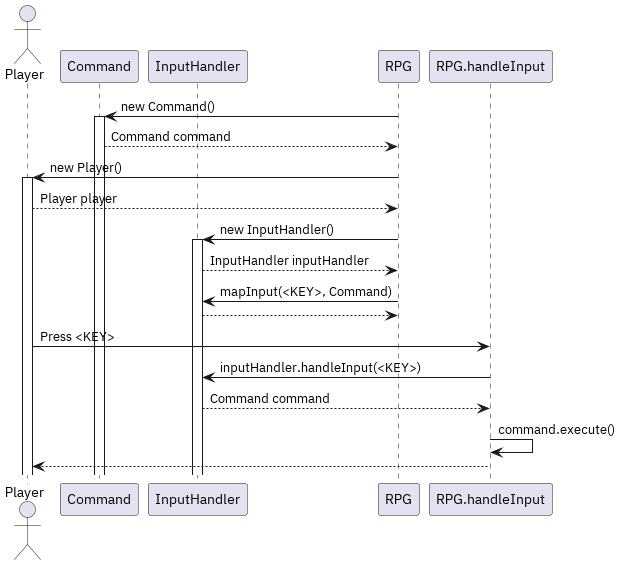 Player
Command
InputHandler
RPG
RPG.handleInput
new Command()
Command command
new Player()
Player player
new InputHandler()
InputHandler inputHandler
mapInput(<KEY>, Command)
Press <KEY>
inputHandler.handleInput(<KEY>)
Command command
command.execute()
Player
Command
InputHandler
RPG
RPG.handleInput